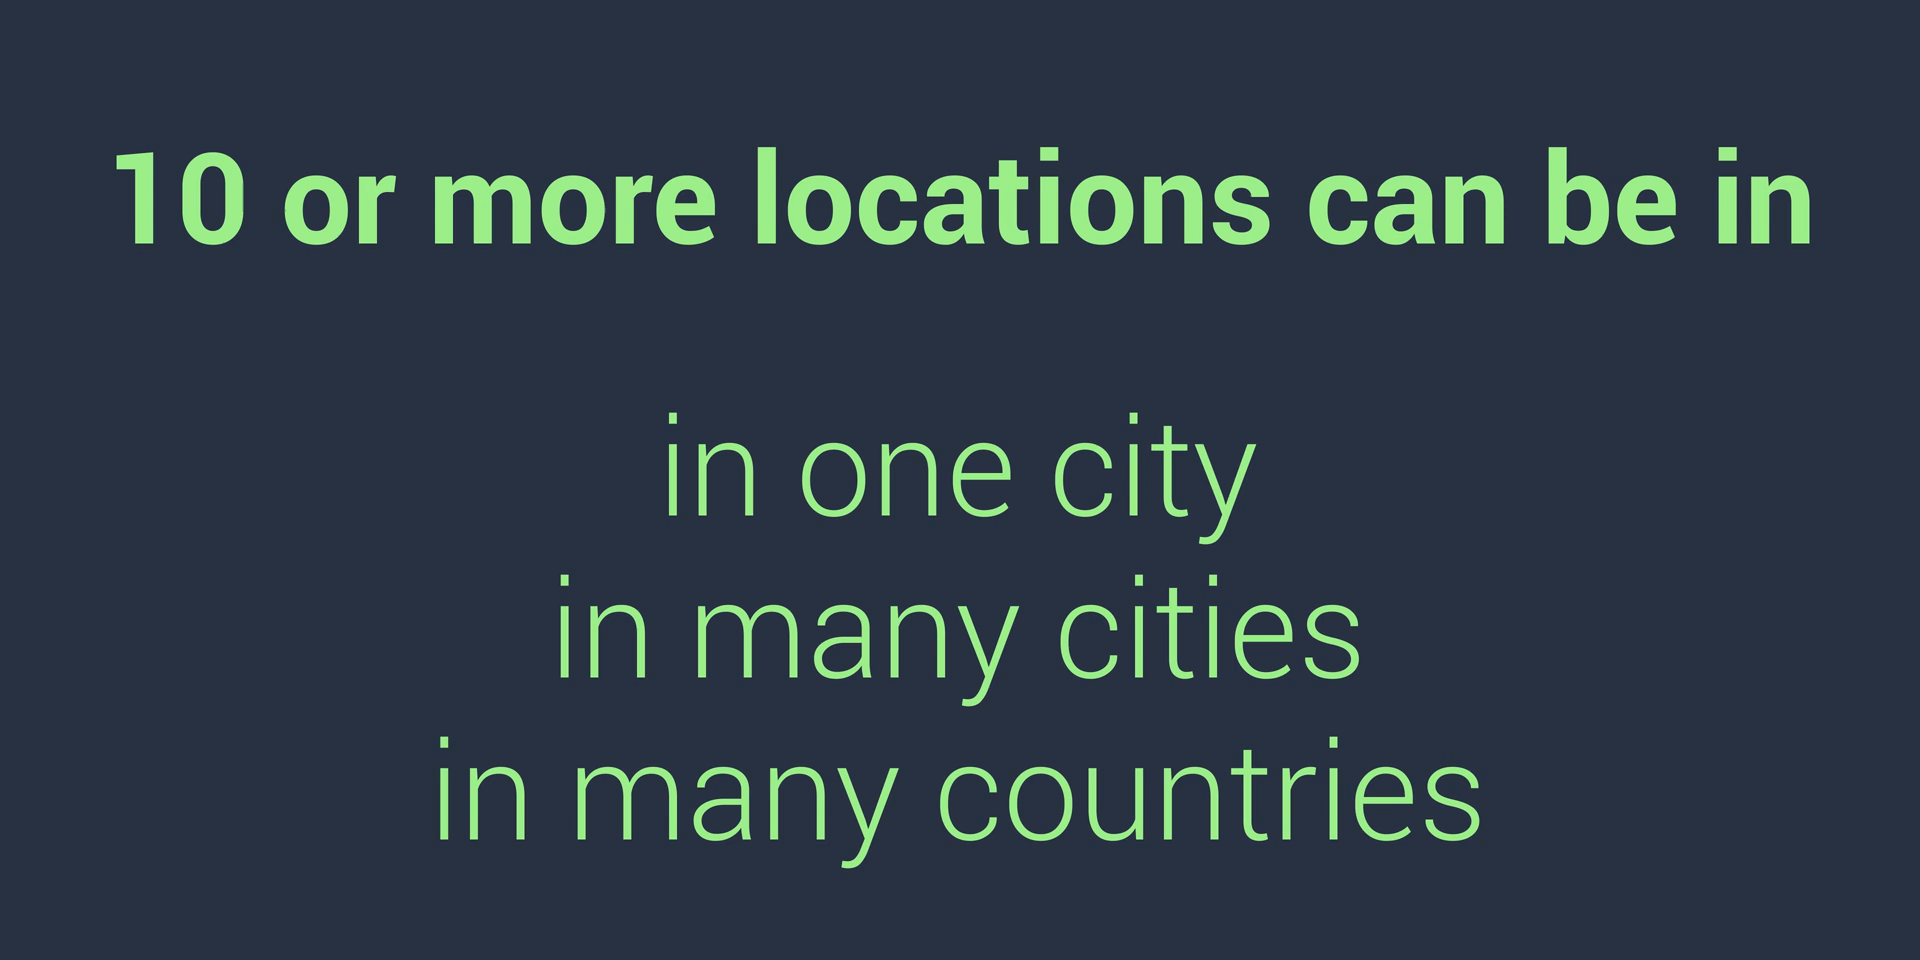 10 or more locations can be in
in one city
in many cities
in many countries